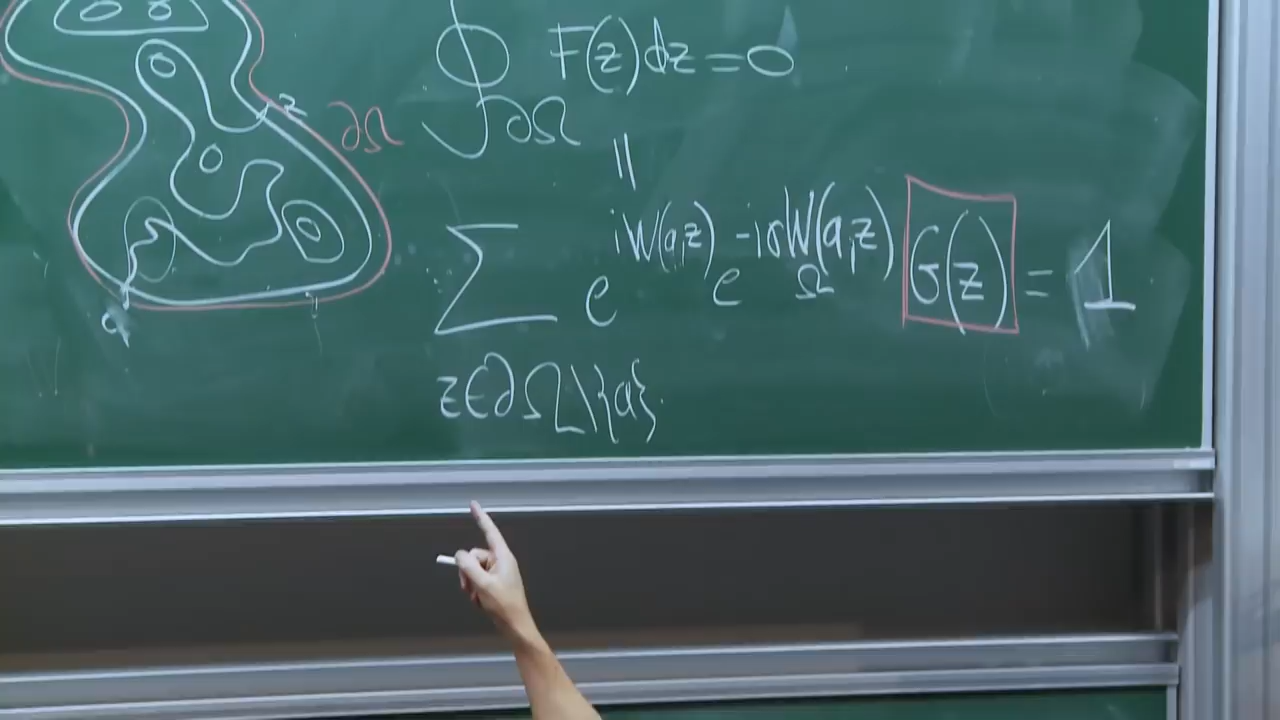 ∮_{∂Ω} F(z)dz = 0
z
∂Ω
||
∑_{z∈∂Ω\{a}} e^{iW(a,z)} e^{-iσW_Ω(a,z)} G(z) = 1
a